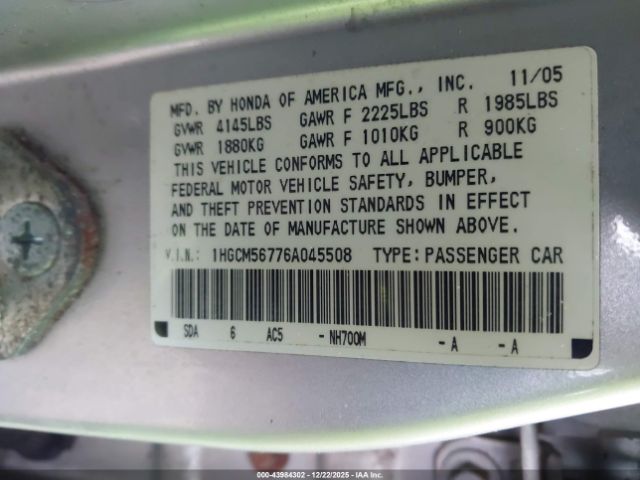 MFD. BY HONDA OF AMERICA MFG., INC. 11/05
GVWR 4145LBS GAWR F 2225LBS R 1985LBS
GVWR 1880KG GAWR F 1010KG R 900KG
THIS VEHICLE CONFORMS TO ALL APPLICABLE
FEDERAL MOTOR VEHICLE SAFETY, BUMPER,
AND THEFT PREVENTION STANDARDS IN EFFECT
ON THE DATE OF MANUFACTURE SHOWN ABOVE.
V.I.N. 1HGCM56776A045508 TYPE:PASSENGER CAR
SDA 6 AC5 -NH700M -A -A
000-43984302 - 12/22/2025 - IAA Inc.